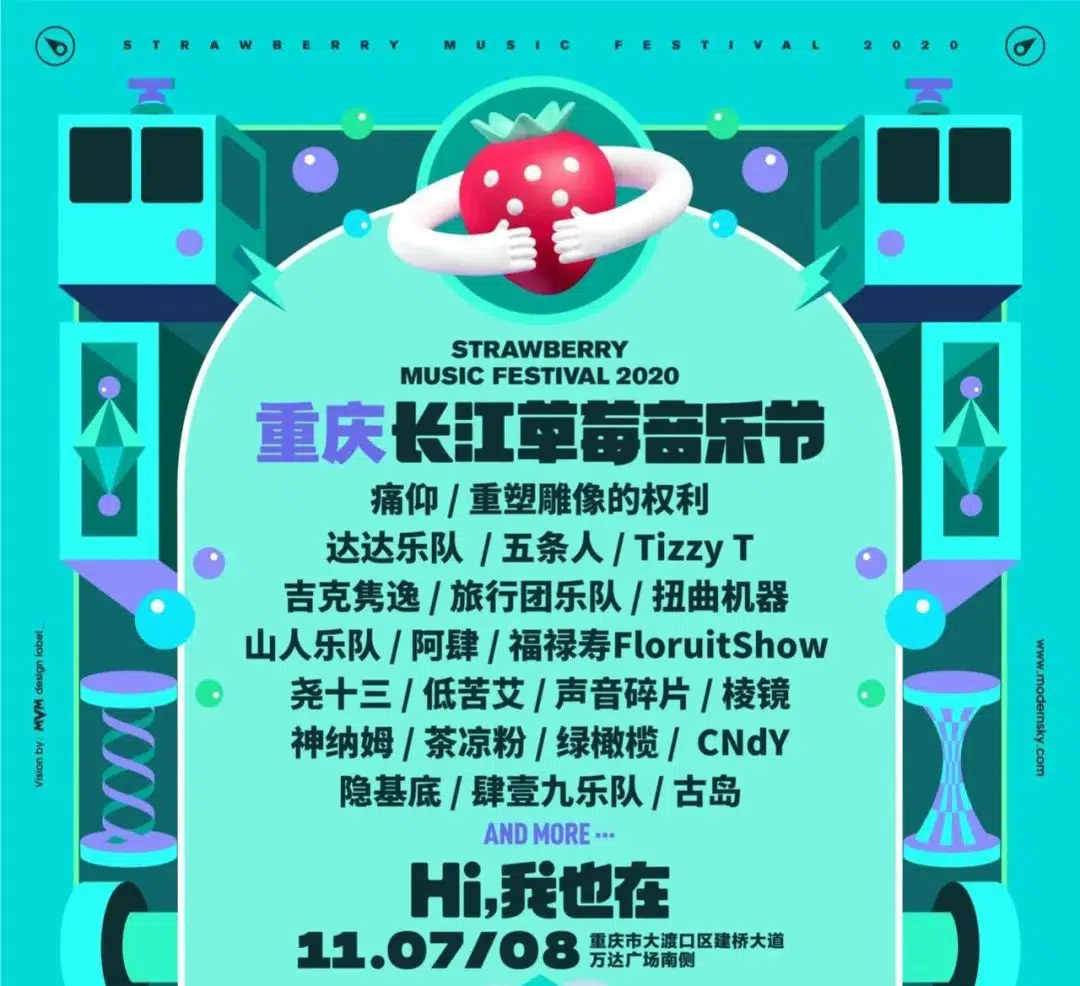 STRAWBERRY MUSIC FESTIVAL 2020
STRAWBERRY
MUSIC FESTIVAL 2020
重庆长江草莓音乐节
痛仰 / 重塑雕像的权利
达达乐队 / 五条人 / Tizzy T
吉克隽逸 / 旅行团乐队 / 扭曲机器
山人乐队 / 阿肆 / 福禄寿FloruitShow
尧十三 / 低苦艾 / 声音碎片 / 棱镜
神纳姆 / 茶凉粉 / 绿橄榄 / CNdY
隐基底 / 肆壹九乐队 / 古岛
AND MORE ···
Hi,我也在
11.07/08
重庆市大渡口区建桥大道
万达广场南侧
Vision by MVM design label_
www.modernsky.com